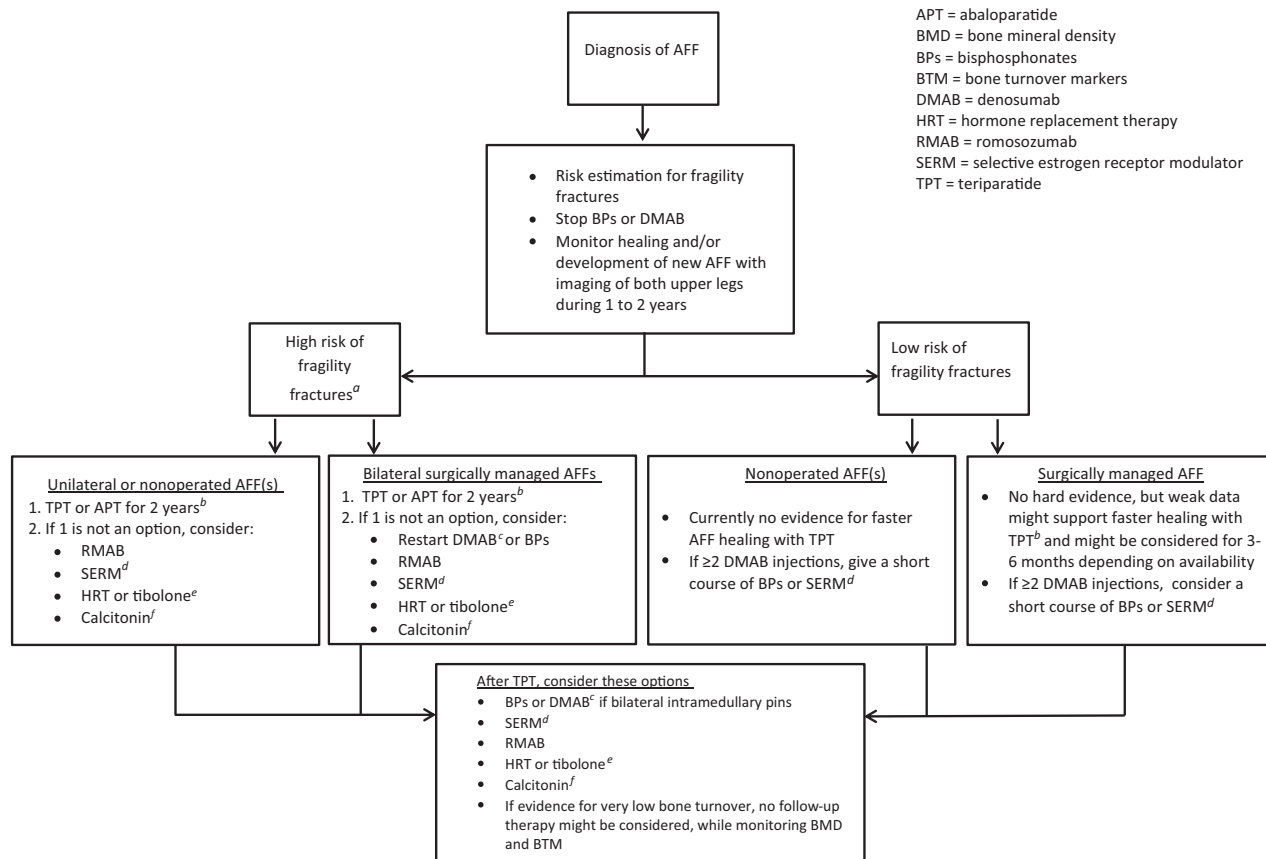 Diagnosis of AFF
APT = abaloparatide
BMD = bone mineral density
BPs = bisphosphonates
BTM = bone turnover markers
DMAB = denosumab
HRT = hormone replacement therapy
RMAB = romosozumab
SERM = selective estrogen receptor modulator
TPT = teriparatide
• Risk estimation for fragility
fractures
• Stop BPs or DMAB
• Monitor healing and/or
development of new AFF with
imaging of both upper legs
during 1 to 2 years
High risk of
fragility
fractures^a
Low risk of
fragility fractures
Unilateral or nonoperated AFF(s)
1. TPT or APT for 2 years^b
2. If 1 is not an option, consider:
• RMAB
• SERM^d
• HRT or tibolone^e
• Calcitonin^f
Bilateral surgically managed AFFs
1. TPT or APT for 2 years^b
2. If 1 is not an option, consider:
• Restart DMAB^c or BPs
• RMAB
• SERM^d
• HRT or tibolone^e
• Calcitonin^f
Nonoperated AFF(s)
• Currently no evidence for faster
AFF healing with TPT
• If ≥2 DMAB injections, give a short
course of BPs or SERM^d
Surgically managed AFF
• No hard evidence, but weak data
might support faster healing with
TPT^b and might be considered for 3-
6 months depending on availability
• If ≥2 DMAB injections, consider a
short course of BPs or SERM^d
After TPT, consider these options
• BPs or DMAB^c if bilateral intramedullary pins
• SERM^d
• RMAB
• HRT or tibolone^e
• Calcitonin^f
• If evidence for very low bone turnover, no follow-up
therapy might be considered, while monitoring BMD
and BTM